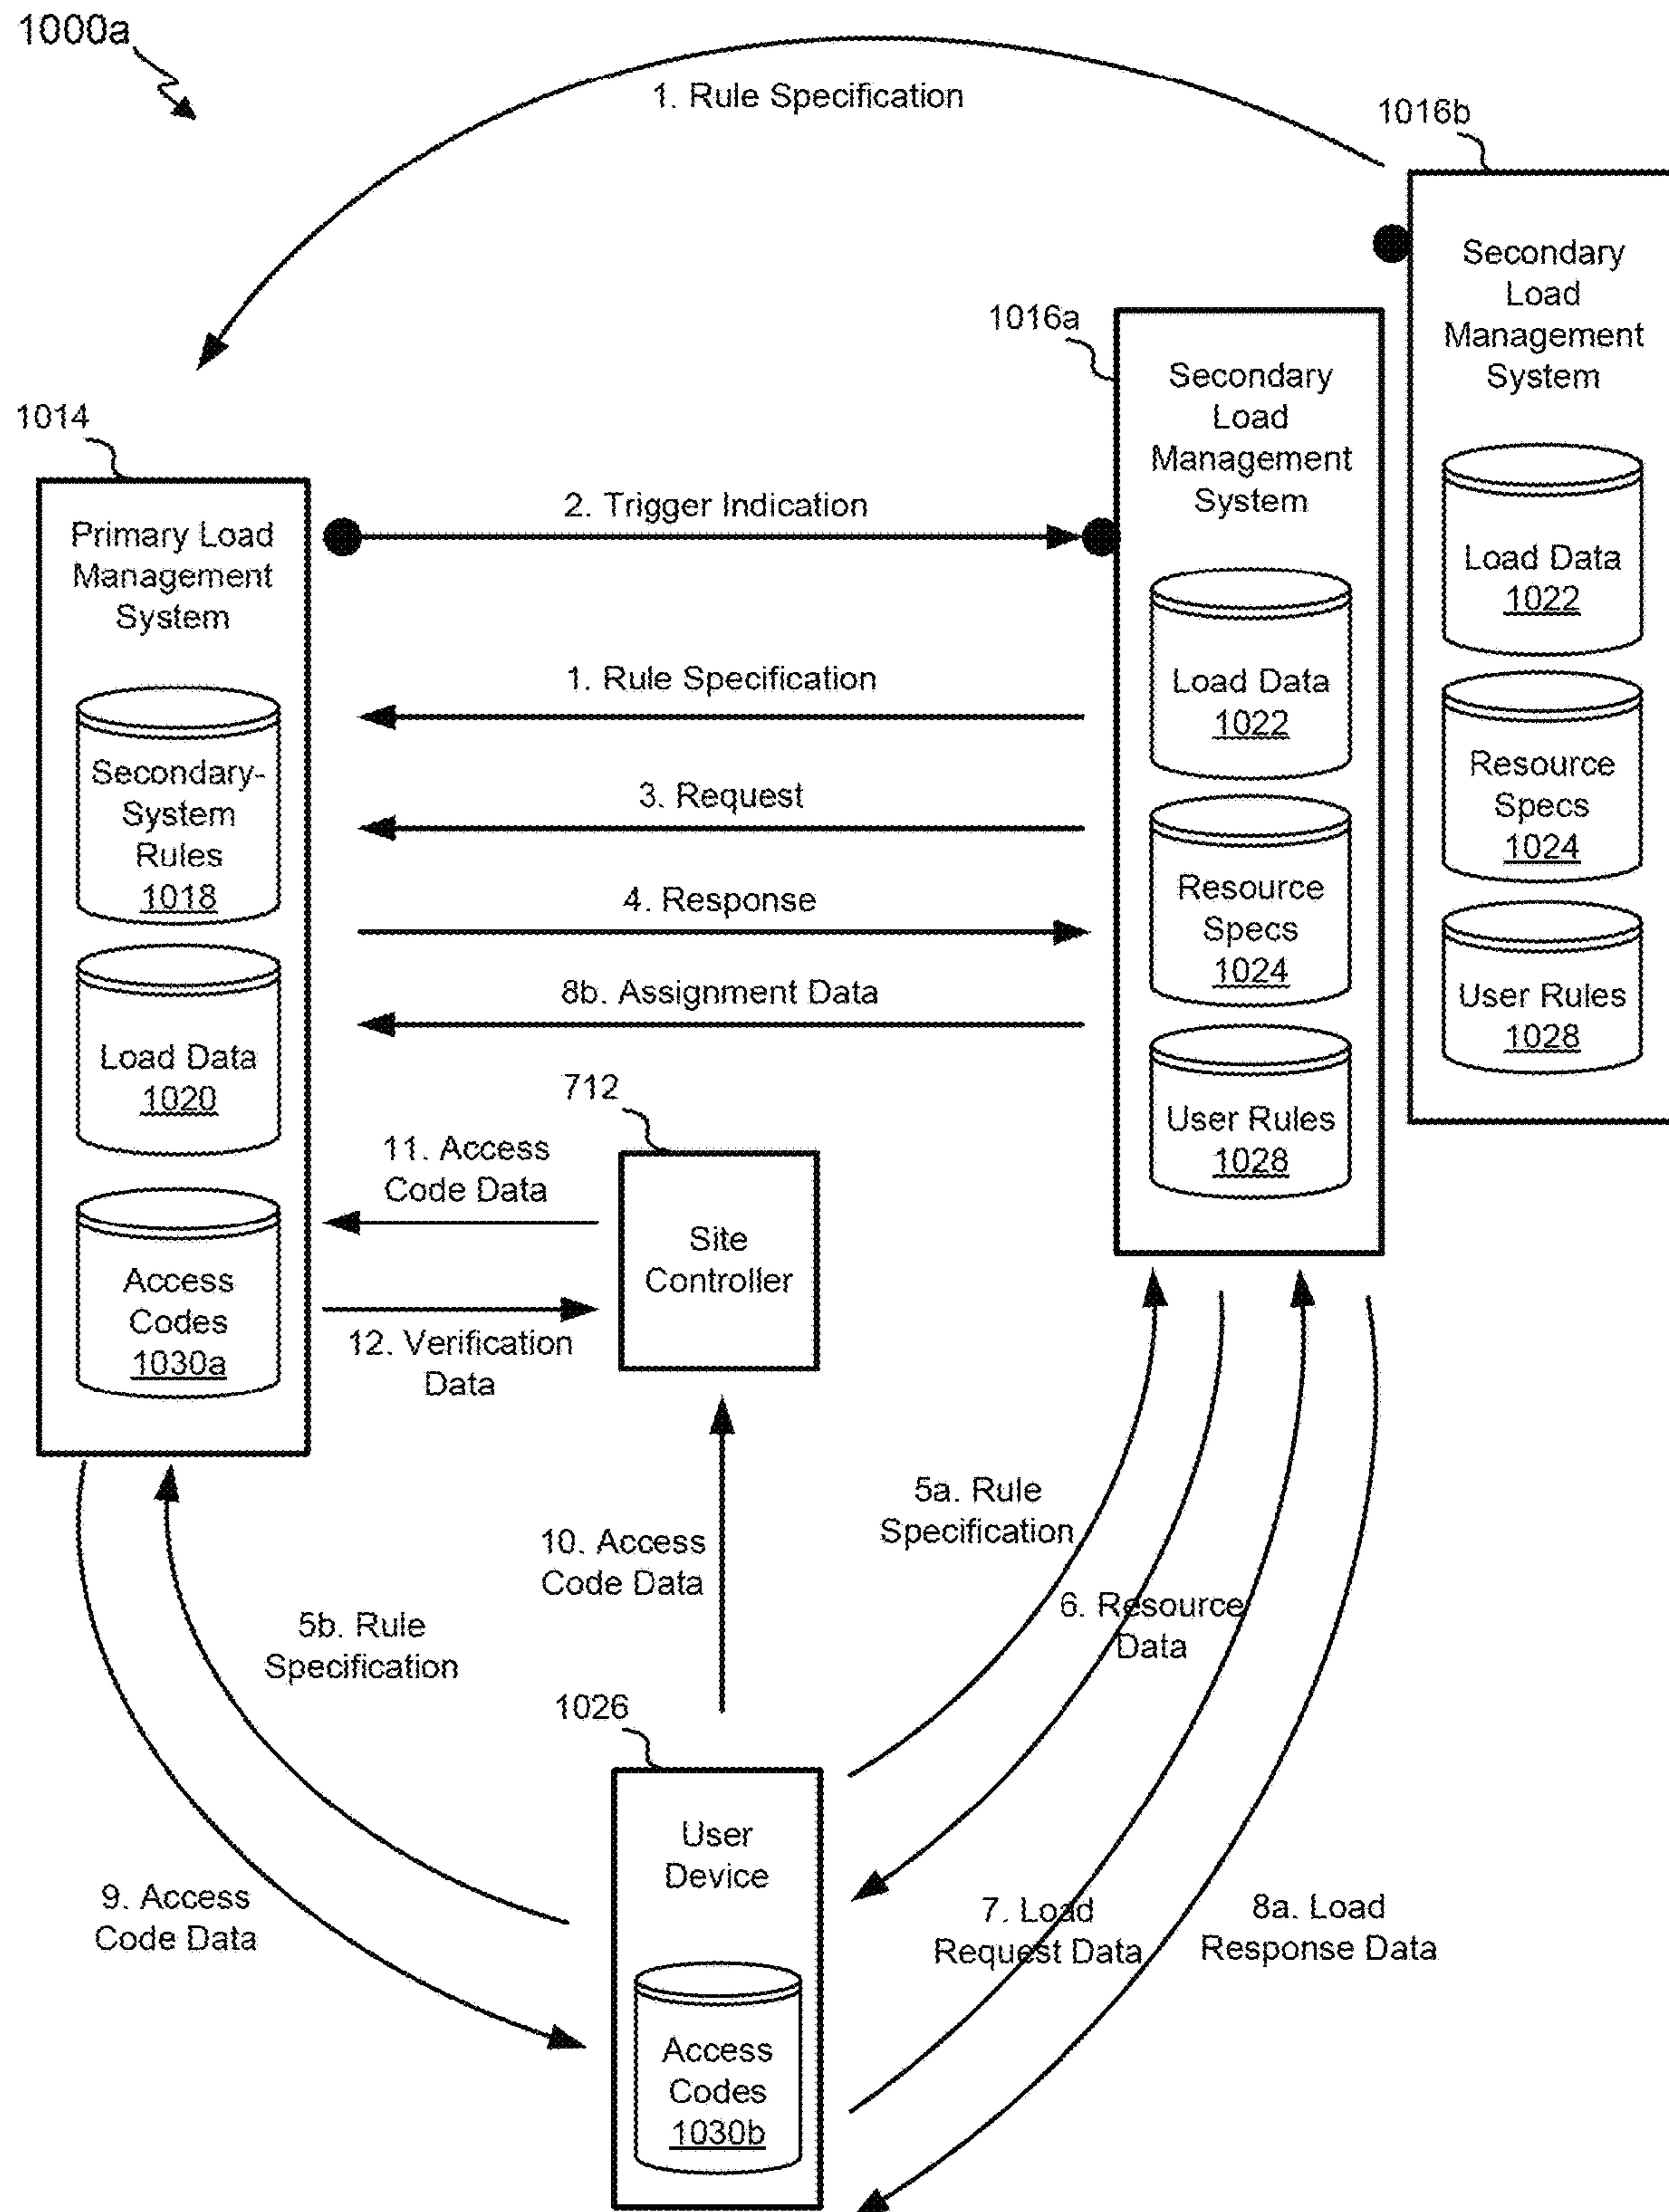 1000a
1. Rule Specification
1016b
Secondary
Load
Management
System
Load Data
1022
Resource
Specs
1024
User Rules
1028
1016a
Secondary
Load
Management
System
Load Data
1022
Resource
Specs
1024
User Rules
1028
1014
Primary Load
Management
System
Secondary-
System
Rules
1018
Load Data
1020
Access
Codes
1030a
2. Trigger Indication
1. Rule Specification
3. Request
4. Response
8b. Assignment Data
712
Site
Controller
11. Access
Code Data
12. Verification
Data
10. Access
Code Data
5a. Rule
Specification
6. Resource
Data
5b. Rule
Specification
1026
User
Device
Access
Codes
1030b
9. Access
Code Data
7. Load
Request Data
8a. Load
Response Data